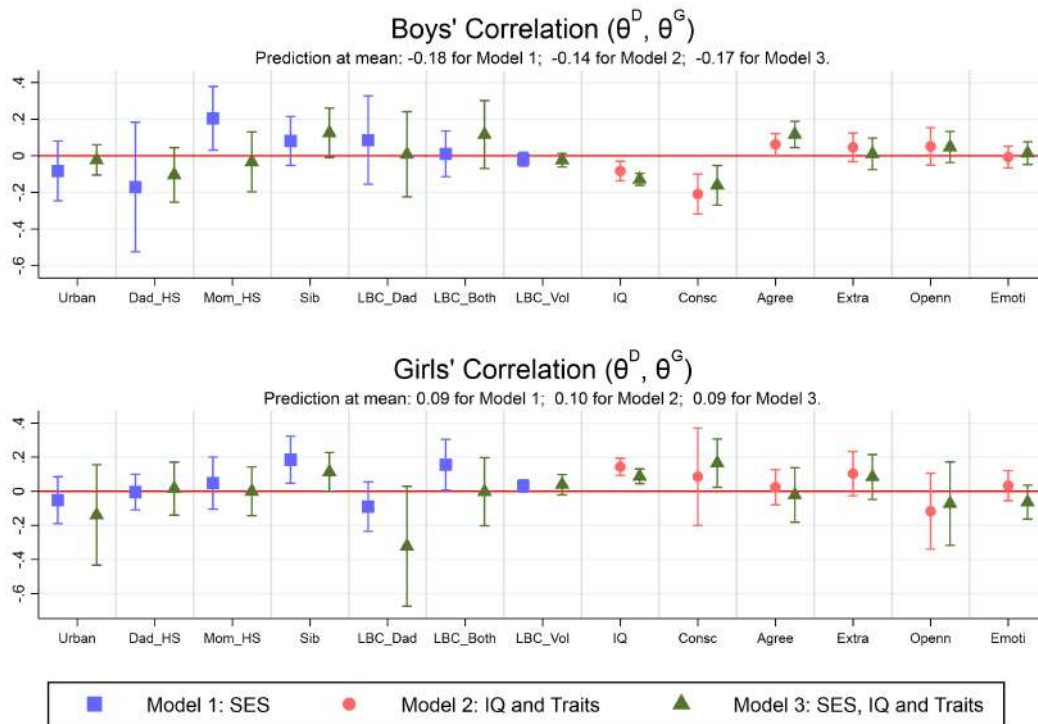 Boys' Correlation (θᴰ, θᴳ)
Prediction at mean: -0.18 for Model 1;  -0.14 for Model 2;  -0.17 for Model 3.
.4
.2
0
-.2
-.4
-.6
Urban Dad_HS Mom_HS Sib LBC_Dad LBC_Both LBC_Vol IQ Consc Agree Extra Openn Emoti
Girls' Correlation (θᴰ, θᴳ)
Prediction at mean: 0.09 for Model 1;  0.10 for Model 2;  0.09 for Model 3.
.4
.2
0
-.2
-.4
-.6
Urban Dad_HS Mom_HS Sib LBC_Dad LBC_Both LBC_Vol IQ Consc Agree Extra Openn Emoti
Model 1: SES Model 2: IQ and Traits Model 3: SES, IQ and Traits